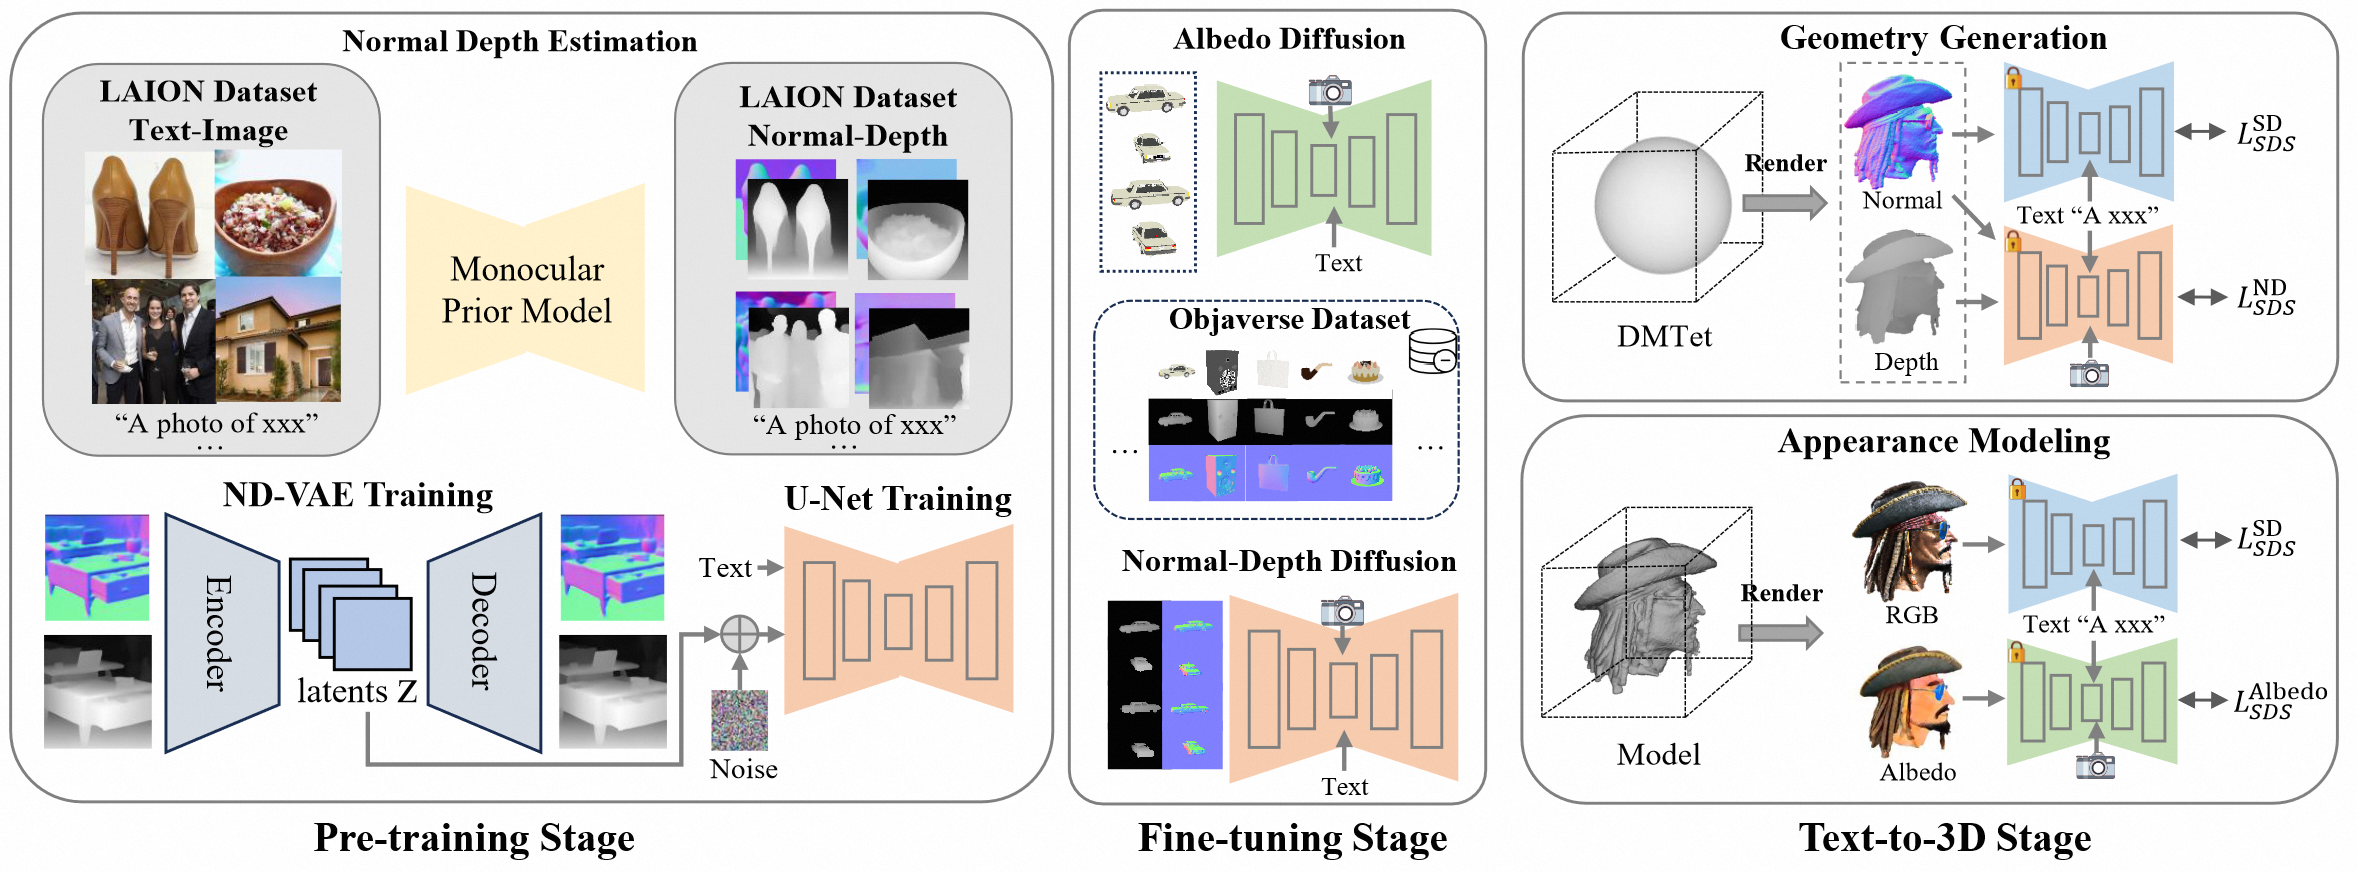 Normal Depth Estimation
LAION Dataset
Text-Image
“A photo of xxx”
...
Monocular
Prior Model
LAION Dataset
Normal-Depth
“A photo of xxx”
...
ND-VAE Training
Encoder
latents Z
Decoder
U-Net Training
Text
Noise
Pre-training Stage
Albedo Diffusion
Text
Objaverse Dataset
...
...
Normal-Depth Diffusion
Text
Fine-tuning Stage
Geometry Generation
DMTet
Render
Normal
Depth
Text “A xxx”
L_{SDS}^{SD}
L_{SDS}^{ND}
Appearance Modeling
Model
Render
RGB
Albedo
Text “A xxx”
L_{SDS}^{SD}
L_{SDS}^{Albedo}
Text-to-3D Stage